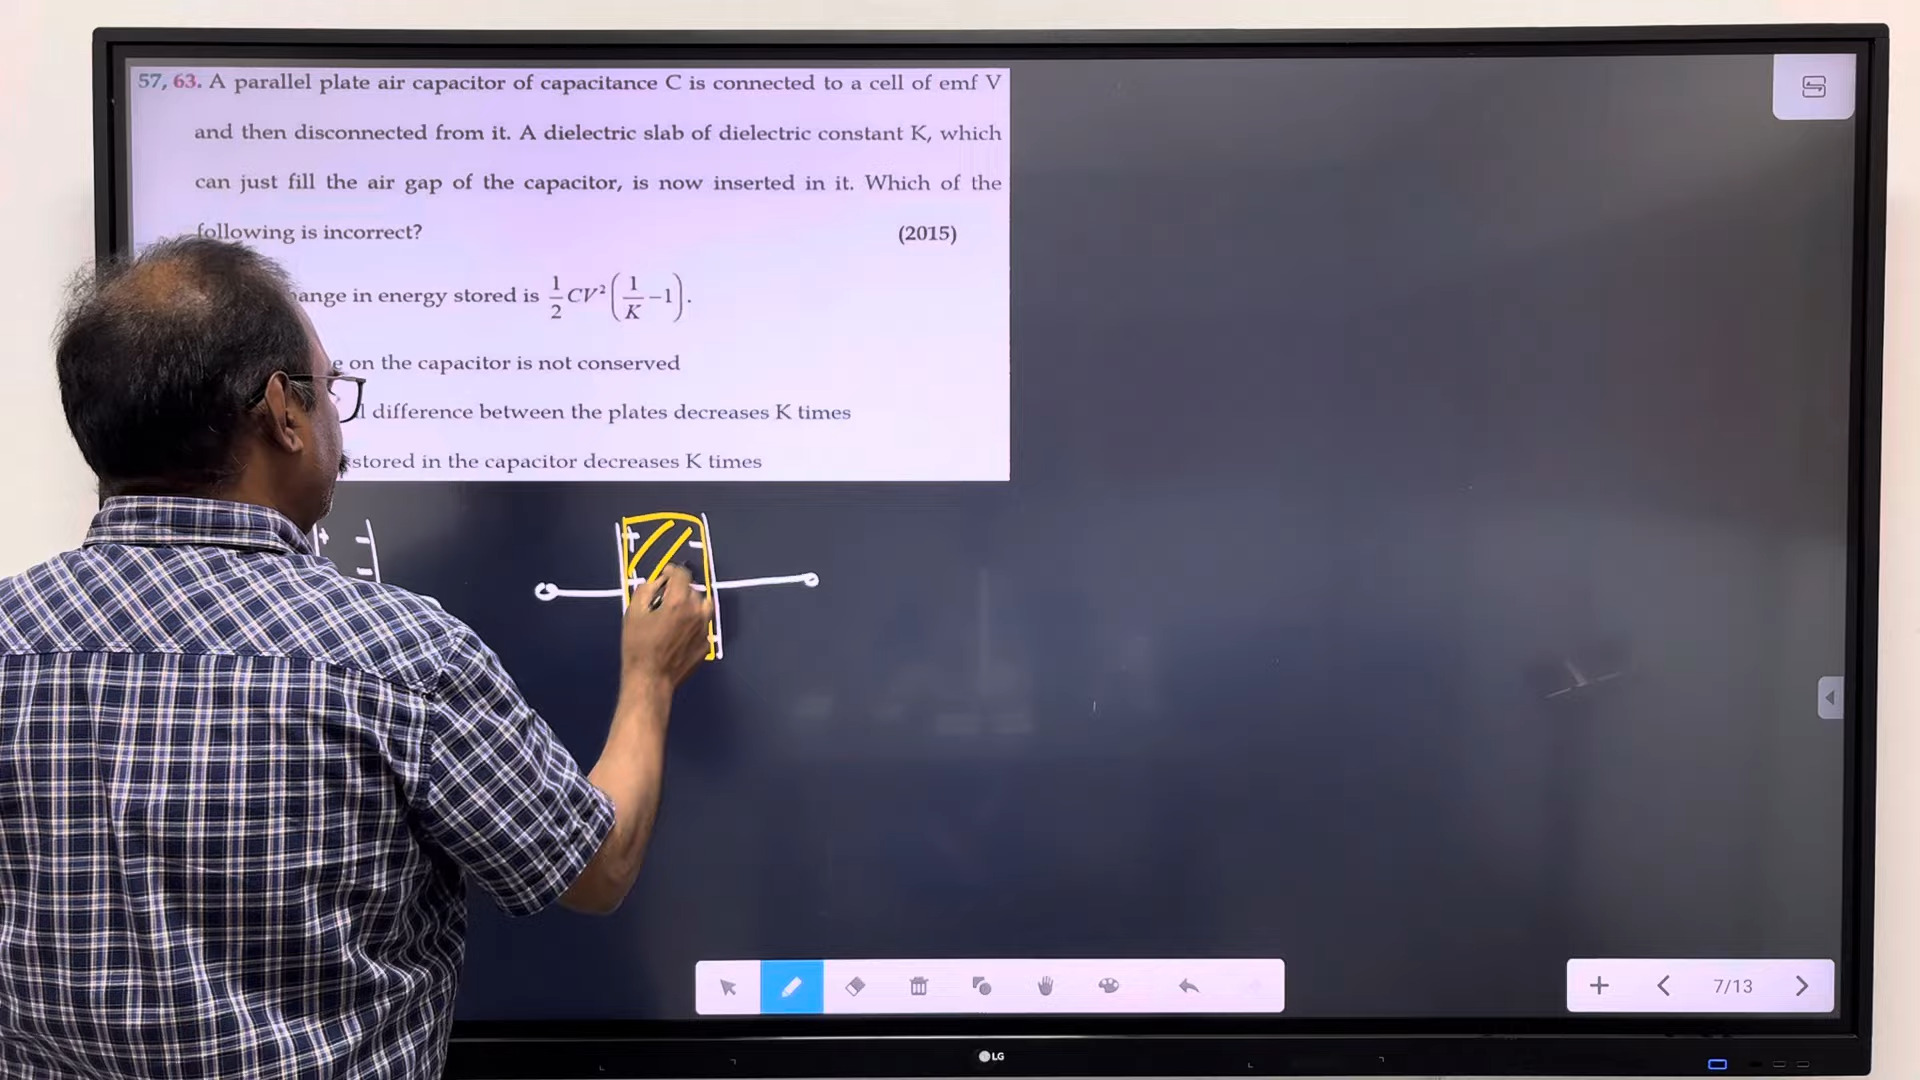 57, 63. A parallel plate air capacitor of capacitance C is connected to a cell of emf V
and then disconnected from it. A dielectric slab of dielectric constant K, which
can just fill the air gap of the capacitor, is now inserted in it. Which of the
following is incorrect? (2015)
ange in energy stored is 1/2 CV² (1/K − 1).
e on the capacitor is not conserved
l difference between the plates decreases K times
stored in the capacitor decreases K times
+ − −
+ + − −
7/13
LG